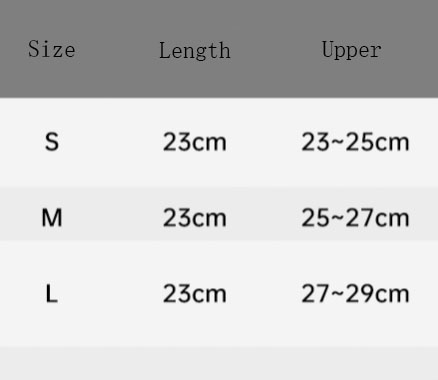 Size Length Upper
S 23cm 23~25cm
M 23cm 25~27cm
L 23cm 27~29cm